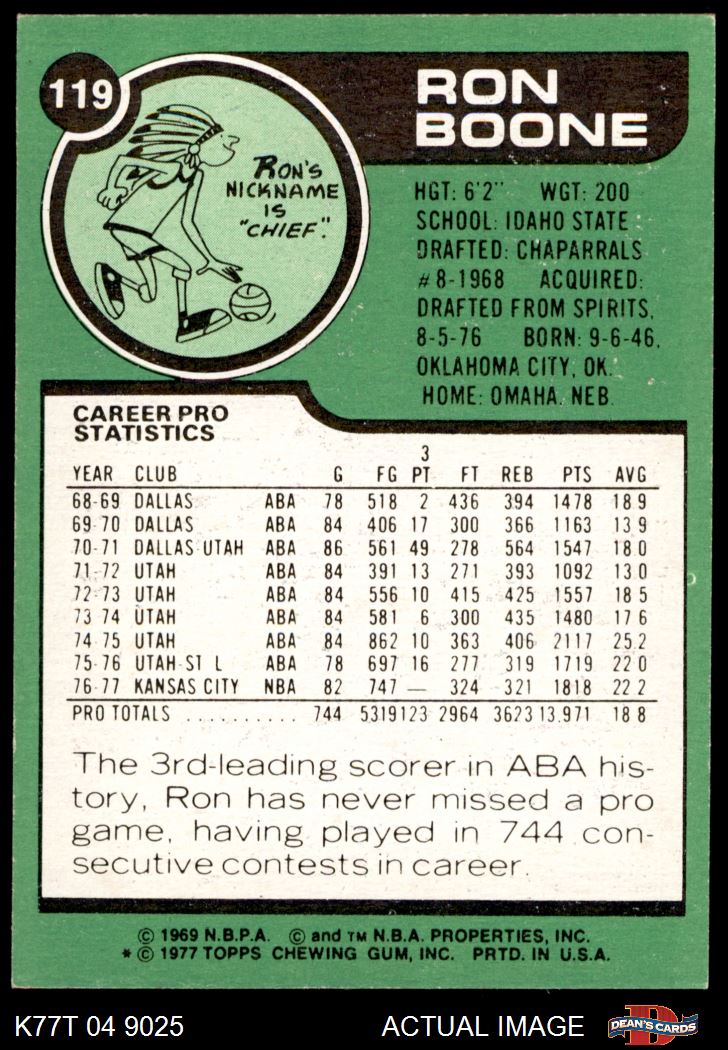 119
RON
BOONE
RON'S
NICKNAME
IS
"CHIEF."
HGT: 6'2" WGT: 200
SCHOOL: IDAHO STATE
DRAFTED: CHAPARRALS
#8-1968 ACQUIRED:
DRAFTED FROM SPIRITS,
8-5-76 BORN: 9-6-46,
OKLAHOMA CITY, OK.
HOME: OMAHA, NEB.
CAREER PRO
STATISTICS
3
YEAR CLUB G FG PT FT REB PTS AVG
68-69 DALLAS ABA 78 518 2 436 394 1478 18.9
69-70 DALLAS ABA 84 406 17 300 366 1163 13.9
70-71 DALLAS-UTAH ABA 86 561 49 278 564 1547 18.0
71-72 UTAH ABA 84 391 13 271 393 1092 13.0
72-73 UTAH ABA 84 556 10 415 425 1557 18.5
73-74 UTAH ABA 84 581 6 300 435 1480 17.6
74-75 UTAH ABA 84 862 10 363 406 2117 25.2
75-76 UTAH-ST L ABA 78 697 16 277 319 1719 22.0
76-77 KANSAS CITY NBA 82 747 — 324 321 1818 22.2
PRO TOTALS .......... 744 5319 123 2964 3623 13,971 18.8
The 3rd-leading scorer in ABA his-
tory, Ron has never missed a pro
game, having played in 744 con-
secutive contests in career.
© 1969 N.B.P.A. © and TM N.B.A. PROPERTIES, INC.
* © 1977 TOPPS CHEWING GUM, INC. PRTD. IN U.S.A.
K77T 04 9025 ACTUAL IMAGE DEAN'S CARDS